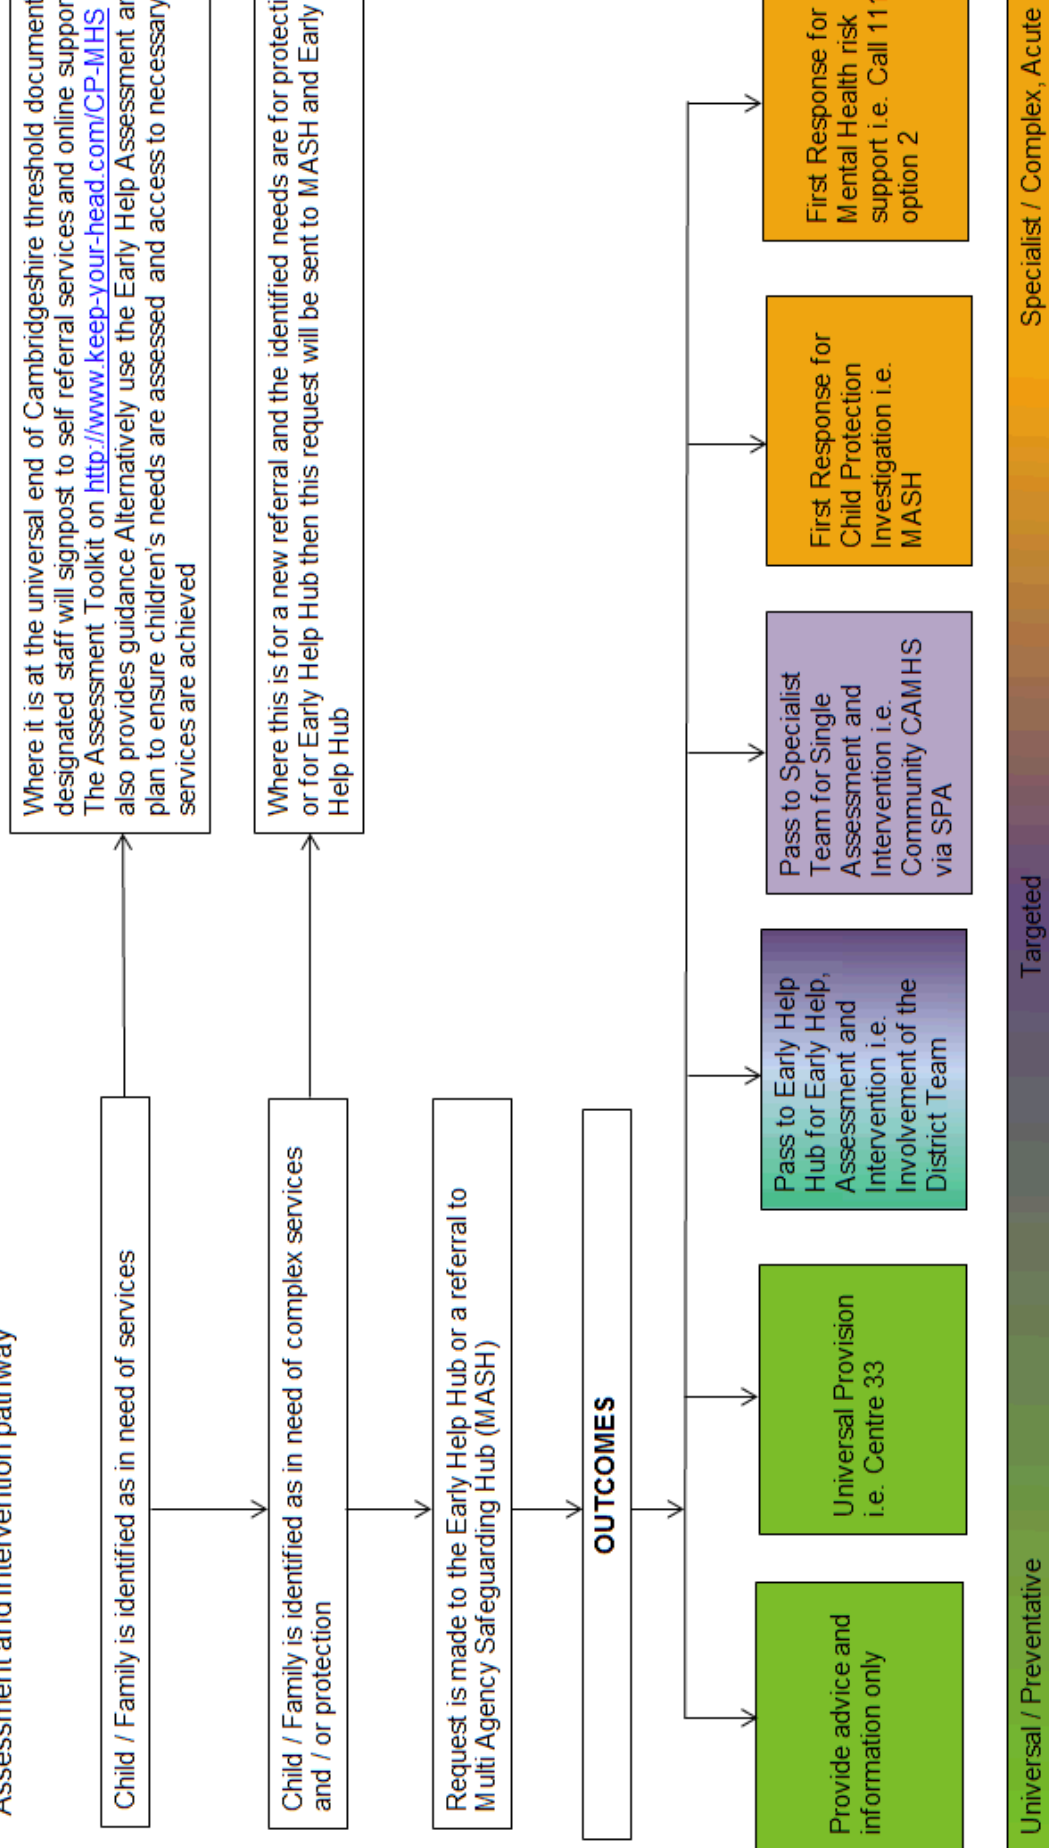 Assessment and intervention pathway
Child / Family is identified as in need of services
Where it is at the universal end of Cambridgeshire threshold document
designated staff will signpost to self referral services and online suppor
The Assessment Toolkit on http://www.keep-your-head.com/CP-MHS
also provides guidance Alternatively use the Early Help Assessment an
plan to ensure children's needs are assessed and access to necessary
services are achieved
Child / Family is identified as in need of complex services
and / or protection
Where this is for a new referral and the identified needs are for protecti
or for Early Help Hub then this request will be sent to MASH and Early
Help Hub
Request is made to the Early Help Hub or a referral to
Multi Agency Safeguarding Hub (MASH)
OUTCOMES
Provide advice and
information only
Universal Provision
i.e. Centre 33
Pass to Early Help
Hub for Early Help,
Assessment and
Intervention i.e.
Involvement of the
District Team
Pass to Specialist
Team for Single
Assessment and
Intervention i.e.
Community CAMHS
via SPA
First Response for
Child Protection
Investigation i.e.
MASH
First Response for
Mental Health risk
support i.e. Call 111
option 2
Universal / Preventative
Targeted
Specialist / Complex, Acute